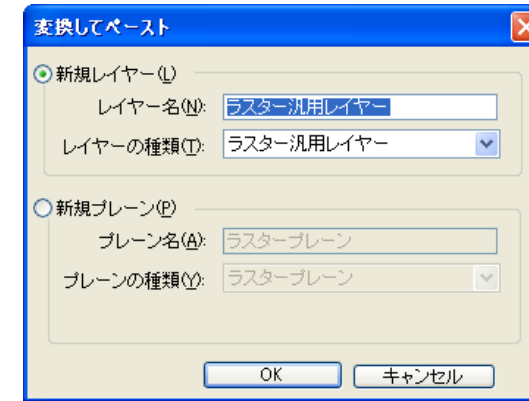 変換してペースト
新規レイヤー(L)
レイヤー名(N): ラスター汎用レイヤー
レイヤーの種類(T): ラスター汎用レイヤー
新規プレーン(P)
プレーン名(A): ラスタープレーン
プレーンの種類(Y): ラスタープレーン
OK キャンセル